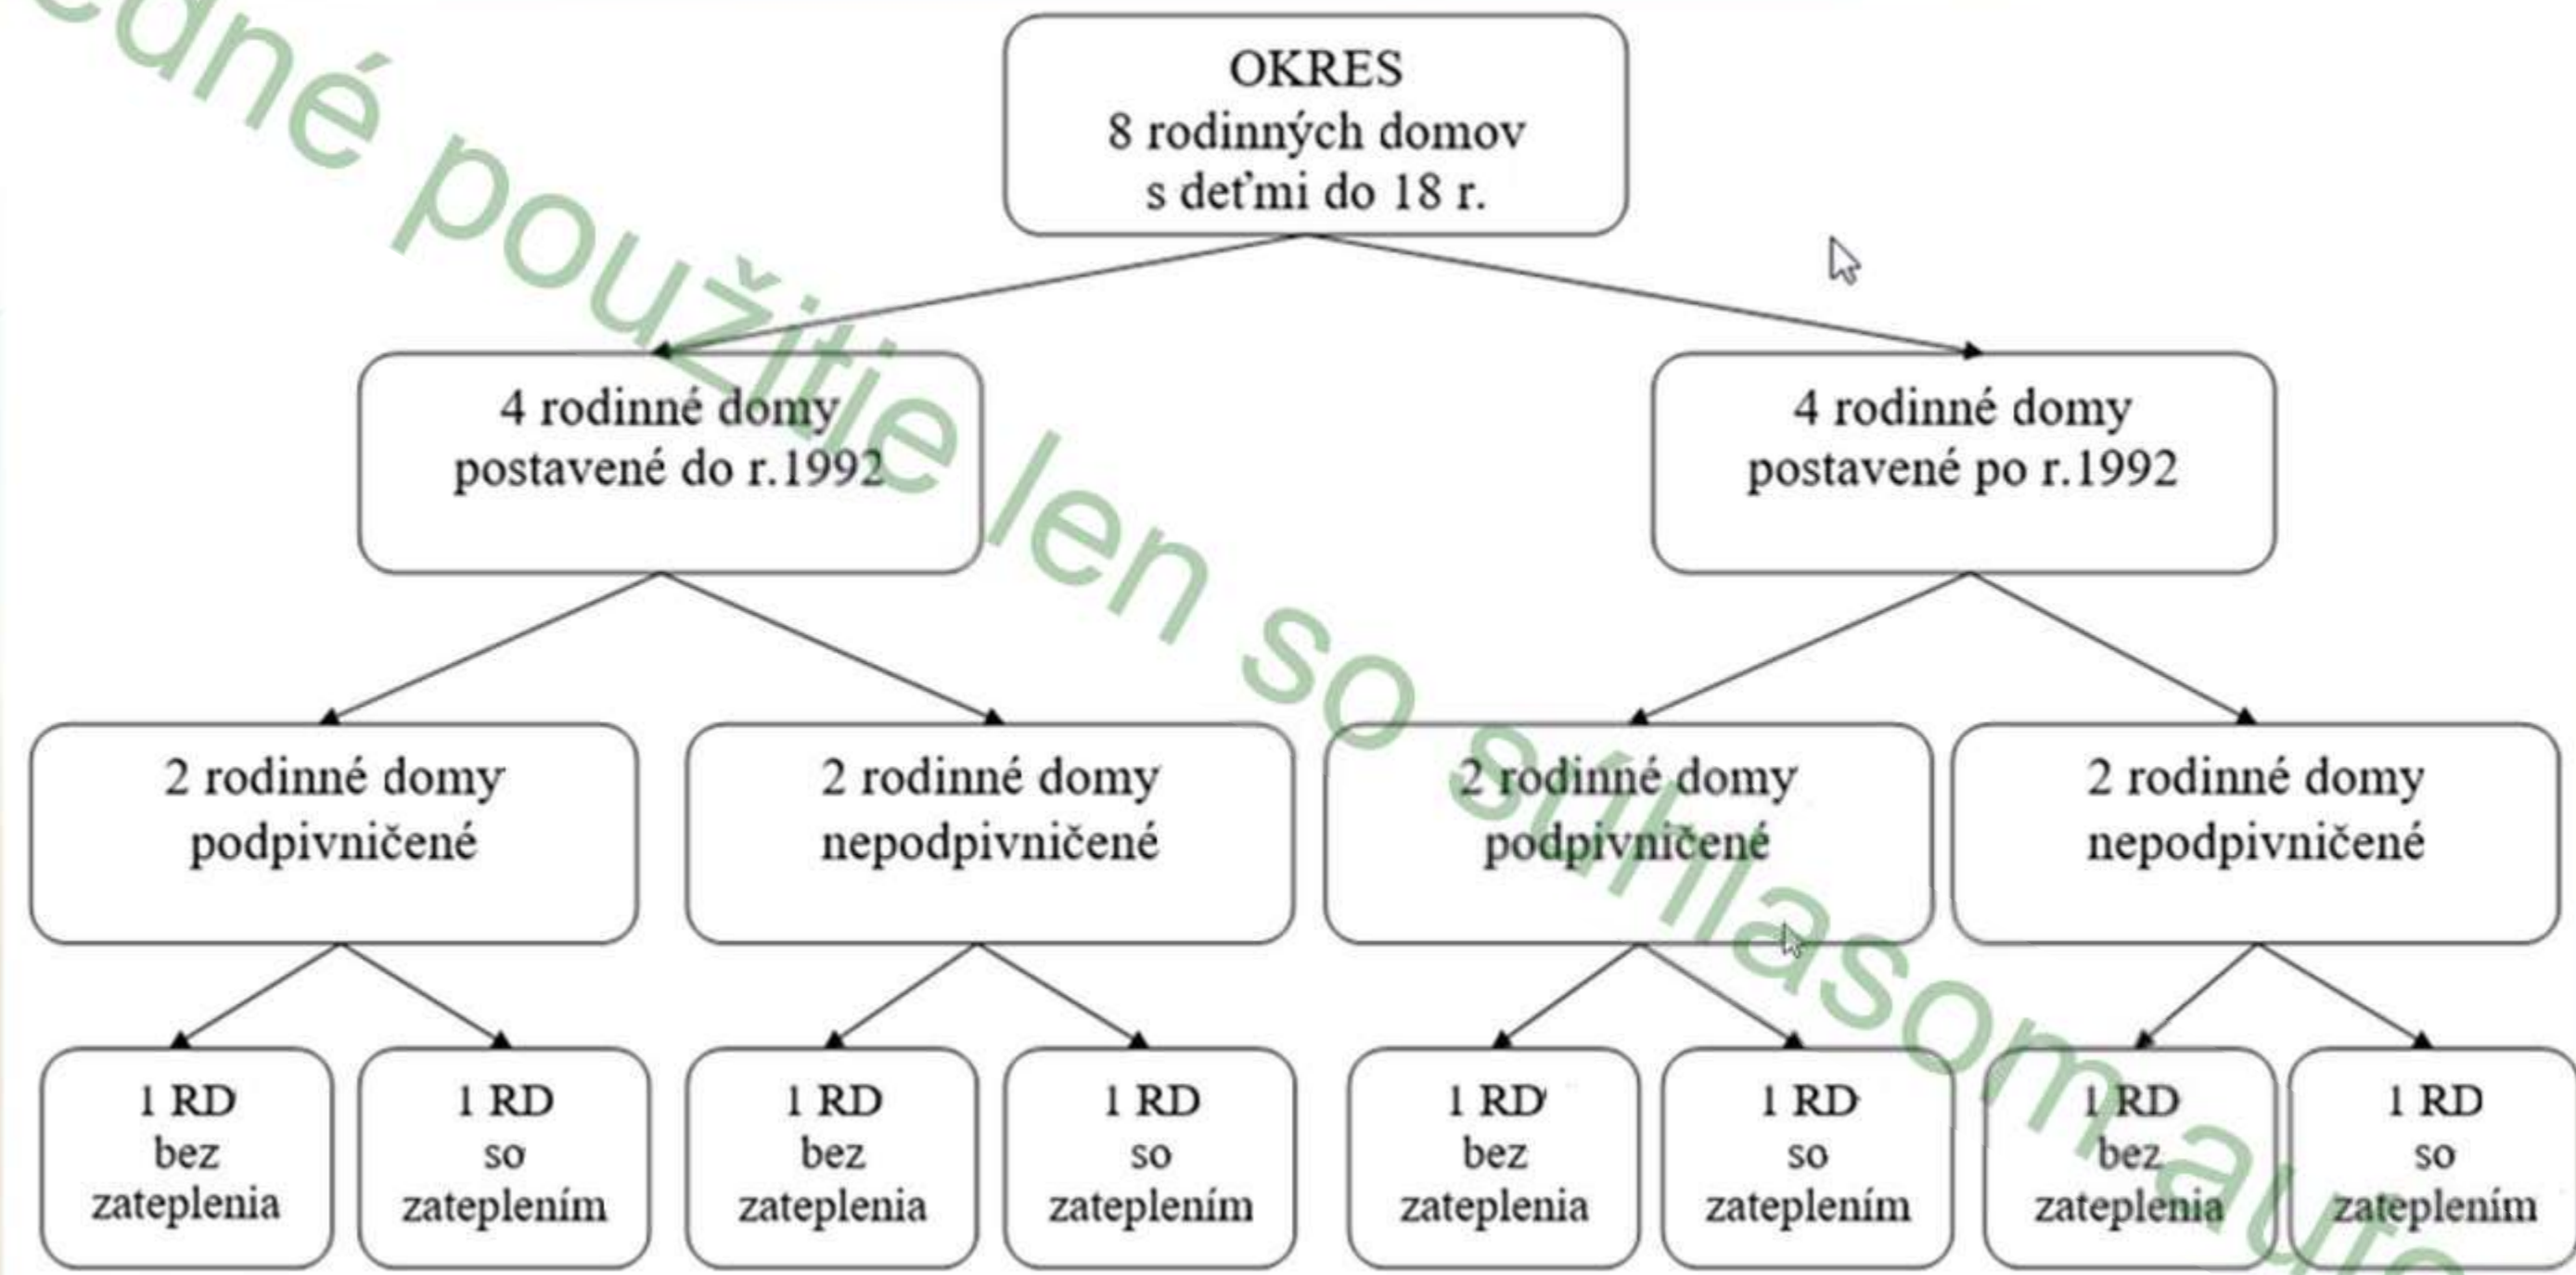 OKRES
8 rodinných domov
s deťmi do 18 r.
4 rodinné domy
postavené do r.1992
4 rodinné domy
postavené po r.1992
2 rodinné domy
podpivničené
2 rodinné domy
nepodpivničené
2 rodinné domy
podpivničené
2 rodinné domy
nepodpivničené
1 RD
bez
zateplenia
1 RD
so
zateplením
1 RD
bez
zateplenia
1 RD
so
zateplením
1 RD
bez
zateplenia
1 RD
so
zateplením
1 RD
bez
zateplenia
1 RD
so
zateplením
použitie len so súhlasom